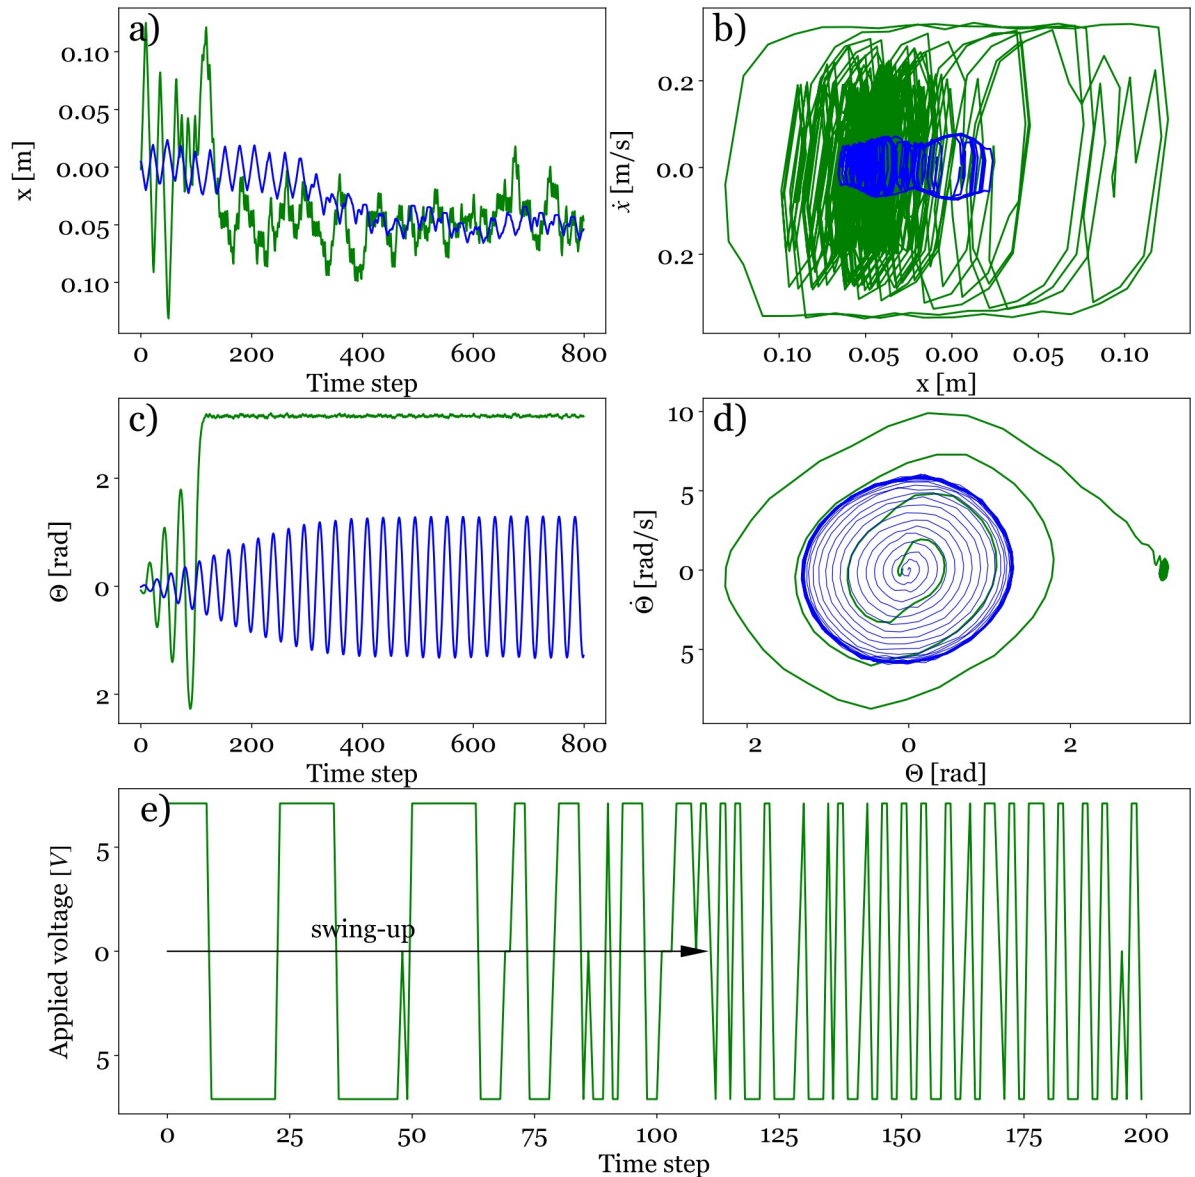 a)
0.10
0.05
0.00
0.05
0.10
x [m]
0
200
400
600
800
Time step
b)
0.2
0.0
0.2
ẋ [m/s]
0.10
0.05
0.00
0.05
0.10
x [m]
c)
2
0
2
Θ [rad]
0
200
400
600
800
Time step
d)
10
5
0
5
Θ̇ [rad/s]
2
0
2
Θ [rad]
e)
5
0
5
Applied voltage [V]
swing-up
0
25
50
75
100
125
150
175
200
Time step